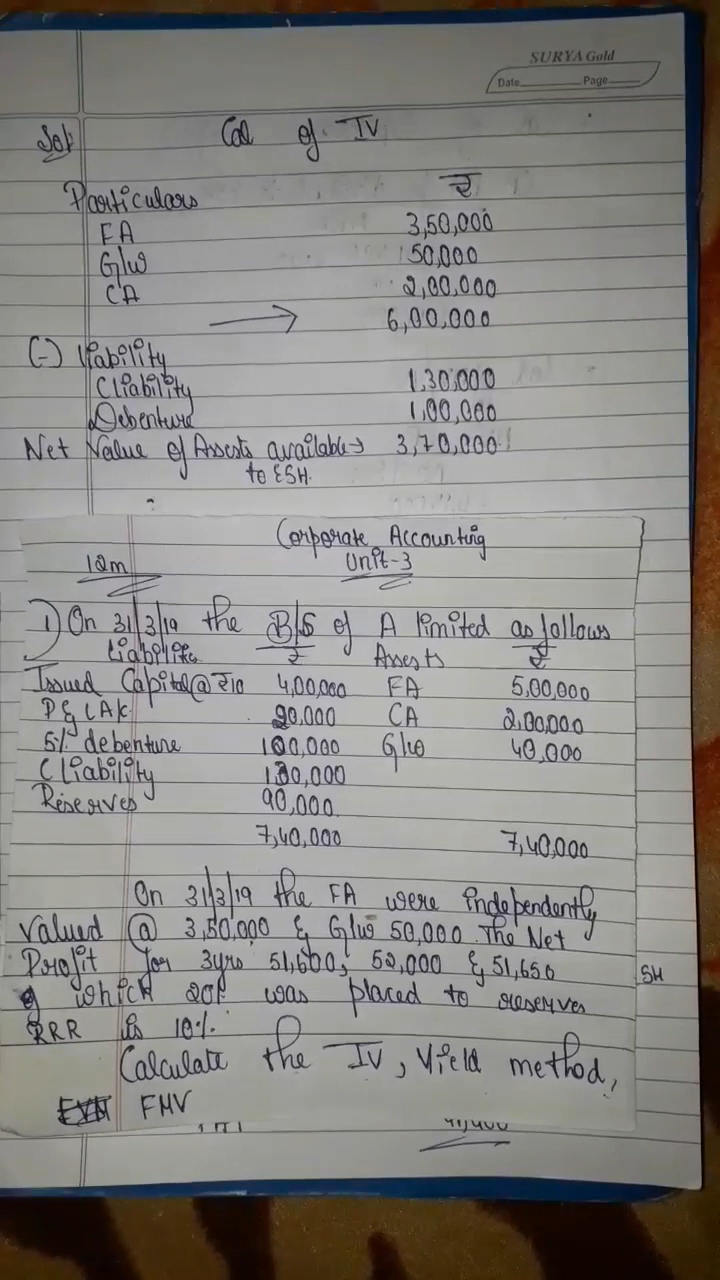 SURYA Gold
Date Page
Sol Cal of IV
Particulars ₹
FA 3,50,000
G/w 50,000
CA 2,00,000
6,00,000
(-) Liability
C Liability 1,30,000
Debenture 1,00,000
Net Value of Assests available → 3,70,000
to ESH.
Corporate Accounting
12m Unit-3
1) On 31/3/19 the B/S of A limited as follows
Liabilite ₹ Assests ₹
Issued Capital @ ₹10 4,00,000 FA 5,00,000
P & L A/c 20,000 CA 2,00,000
5% debenture 100,000 G/w 40,000
C Liability 130,000
Reserves 90,000
7,40,000 7,40,000
On 31/3/19 the FA were independently
Valued @ 3,50,000 & G/w 50,000. The Net
Profit for 3yrs 51,600, 52,000 & 51,650 SH
of which 20% was placed to reserves
RRR is 10%.
Calculate the IV, Yield method,
FMV